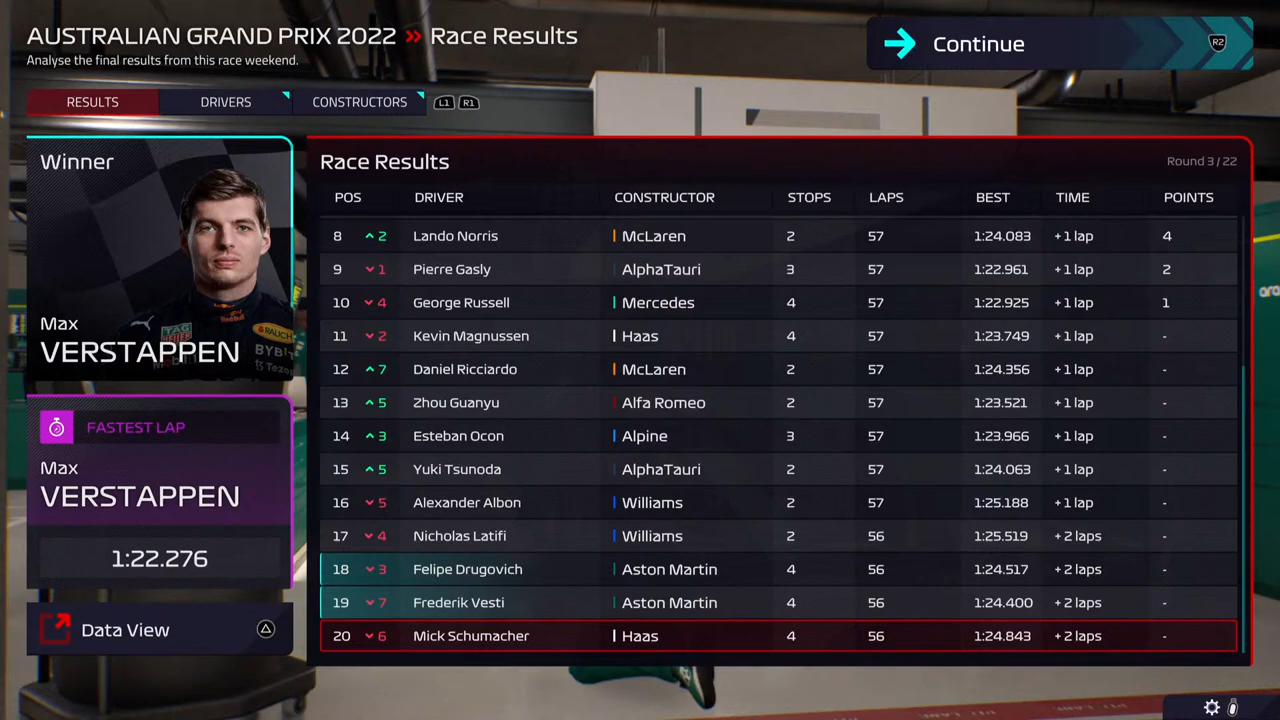 AUSTRALIAN GRAND PRIX 2022 » Race Results
Analyse the final results from this race weekend.
Continue R2
RESULTS DRIVERS CONSTRUCTORS L1 R1
Winner
Max
VERSTAPPEN
TAG HEUER
RAUCH
BYBIT
Tezos
FASTEST LAP
Max
VERSTAPPEN
1:22.276
Data View
Race Results Round 3 / 22
POS DRIVER CONSTRUCTOR STOPS LAPS BEST TIME POINTS
8 2 Lando Norris McLaren 2 57 1:24.083 + 1 lap 4
9 1 Pierre Gasly AlphaTauri 3 57 1:22.961 + 1 lap 2
10 4 George Russell Mercedes 4 57 1:22.925 + 1 lap 1
11 2 Kevin Magnussen Haas 4 57 1:23.749 + 1 lap -
12 7 Daniel Ricciardo McLaren 2 57 1:24.356 + 1 lap -
13 5 Zhou Guanyu Alfa Romeo 2 57 1:23.521 + 1 lap -
14 3 Esteban Ocon Alpine 3 57 1:23.966 + 1 lap -
15 5 Yuki Tsunoda AlphaTauri 2 57 1:24.063 + 1 lap -
16 5 Alexander Albon Williams 2 57 1:25.188 + 1 lap -
17 4 Nicholas Latifi Williams 2 56 1:25.519 + 2 laps -
18 3 Felipe Drugovich Aston Martin 4 56 1:24.517 + 2 laps -
19 7 Frederik Vesti Aston Martin 4 56 1:24.400 + 2 laps -
20 6 Mick Schumacher Haas 4 56 1:24.843 + 2 laps -